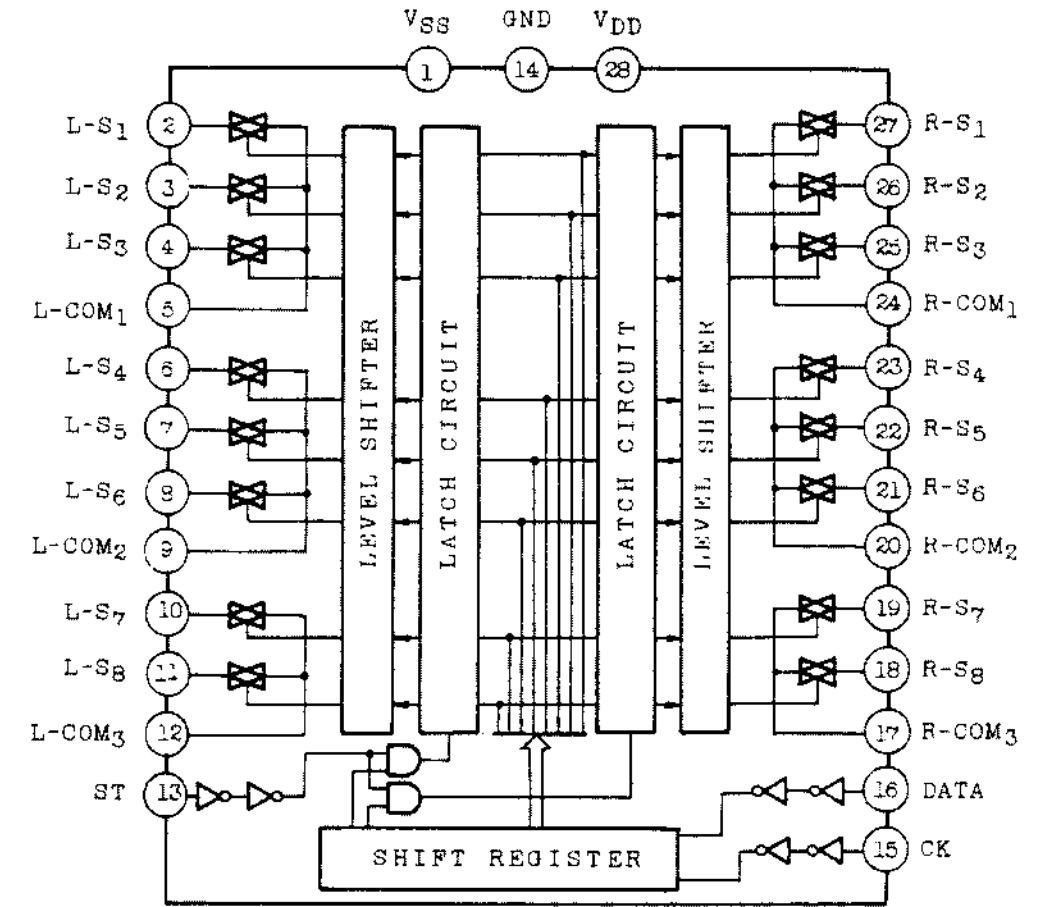 VSS GND VDD
1 14 28
L-S1 2 27 R-S1
L-S2 3 26 R-S2
L-S3 4 25 R-S3
L-COM1 5 24 R-COM1
L-S4 6 23 R-S4
L-S5 7 22 R-S5
L-S6 8 21 R-S6
L-COM2 9 20 R-COM2
L-S7 10 19 R-S7
L-S8 11 18 R-S8
L-COM3 12 17 R-COM3
LEVEL SHIFTER
LATCH CIRCUIT
LATCH CIRCUIT
LEVEL SHIFTER
ST 13 16 DATA
15 CK
SHIFT REGISTER